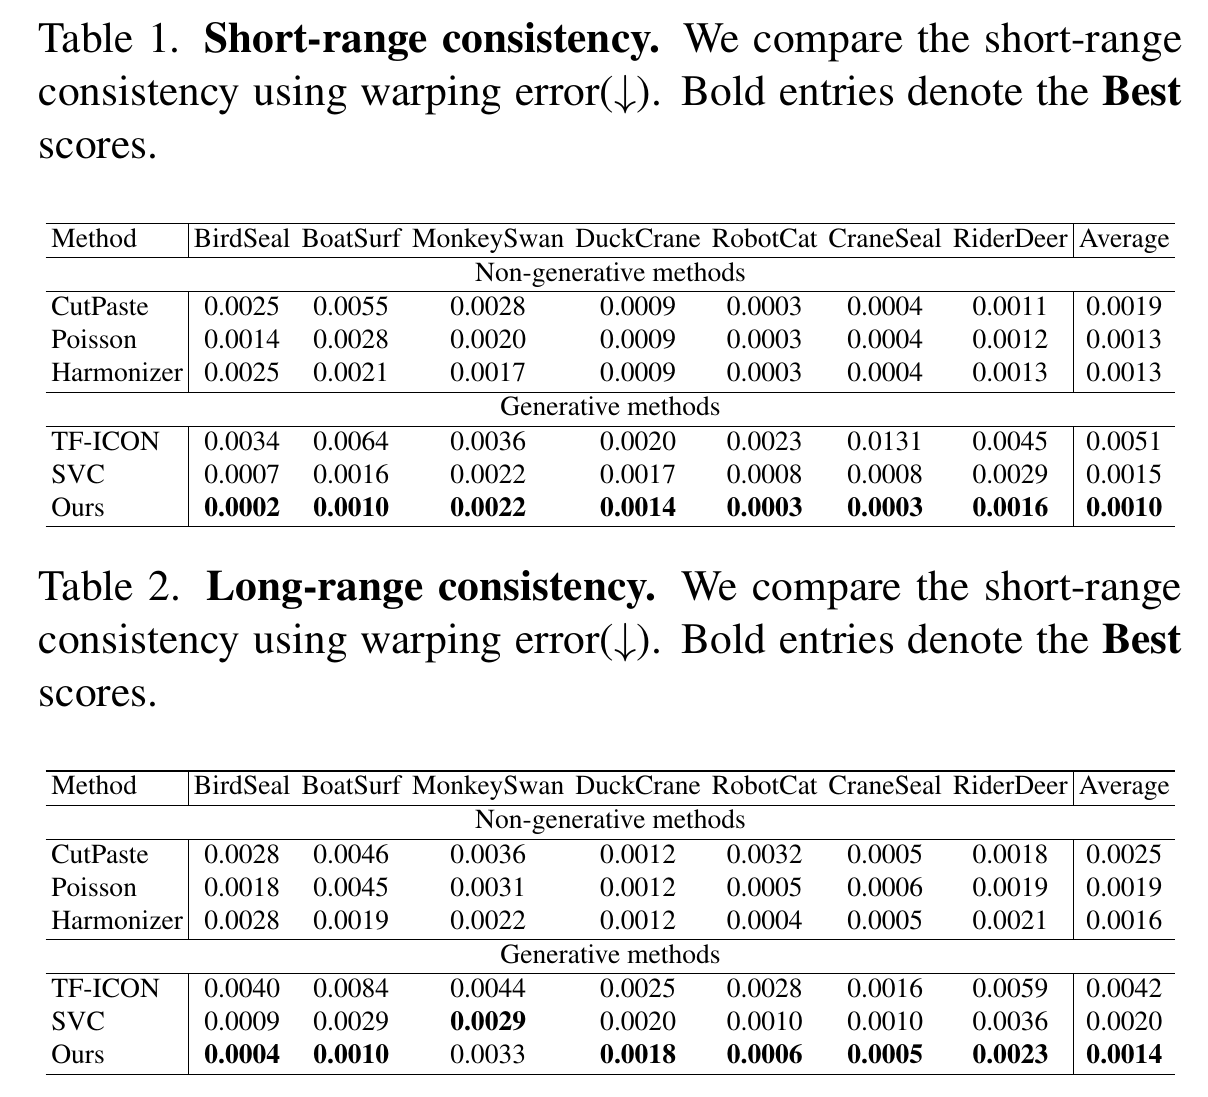 Table 1. Short-range consistency. We compare the short-range
consistency using warping error(↓). Bold entries denote the Best
scores.
Method BirdSeal BoatSurf MonkeySwan DuckCrane RobotCat CraneSeal RiderDeer Average
Non-generative methods
CutPaste 0.0025 0.0055 0.0028 0.0009 0.0003 0.0004 0.0011 0.0019
Poisson 0.0014 0.0028 0.0020 0.0009 0.0003 0.0004 0.0012 0.0013
Harmonizer 0.0025 0.0021 0.0017 0.0009 0.0003 0.0004 0.0013 0.0013
Generative methods
TF-ICON 0.0034 0.0064 0.0036 0.0020 0.0023 0.0131 0.0045 0.0051
SVC 0.0007 0.0016 0.0022 0.0017 0.0008 0.0008 0.0029 0.0015
Ours 0.0002 0.0010 0.0022 0.0014 0.0003 0.0003 0.0016 0.0010
Table 2. Long-range consistency. We compare the short-range
consistency using warping error(↓). Bold entries denote the Best
scores.
Method BirdSeal BoatSurf MonkeySwan DuckCrane RobotCat CraneSeal RiderDeer Average
Non-generative methods
CutPaste 0.0028 0.0046 0.0036 0.0012 0.0032 0.0005 0.0018 0.0025
Poisson 0.0018 0.0045 0.0031 0.0012 0.0005 0.0006 0.0019 0.0019
Harmonizer 0.0028 0.0019 0.0022 0.0012 0.0004 0.0005 0.0021 0.0016
Generative methods
TF-ICON 0.0040 0.0084 0.0044 0.0025 0.0028 0.0016 0.0059 0.0042
SVC 0.0009 0.0029 0.0029 0.0020 0.0010 0.0010 0.0036 0.0020
Ours 0.0004 0.0010 0.0033 0.0018 0.0006 0.0005 0.0023 0.0014